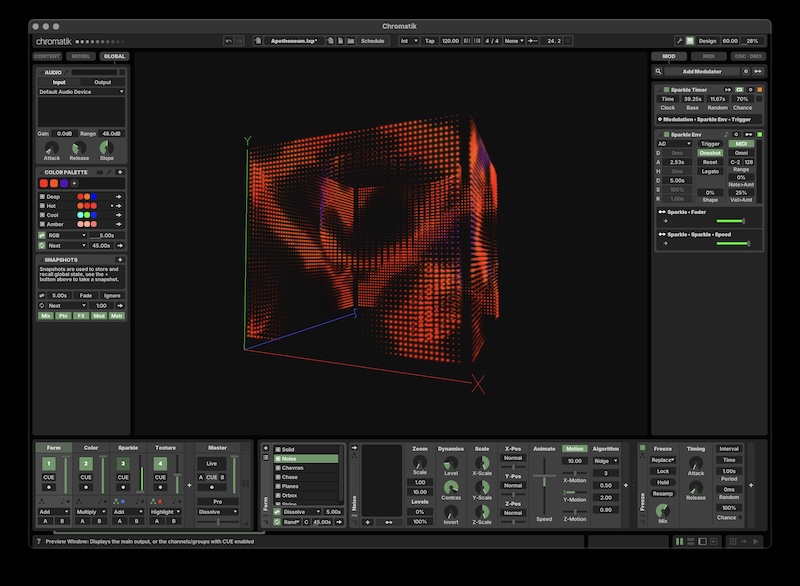 Chromatik
chromatik
Apotheneum.lxp*
Schedule
Int
Tap
120.00
4 / 4
None
24. 2
Design
60.00
28%
CONTENT
MODEL
GLOBAL
MOD
MIDI
OSC • DMX
AUDIO
Input
Output
Default Audio Device
Gain
0.0dB
Range
48.0dB
Attack
Release
Slope
COLOR PALETTE
Deep
Hot
Cool
Amber
RGB
5.00s
Next
45.00s
SNAPSHOTS
Snapshots are used to store and
recall global state, use the +
button above to take a snapshot.
5.00s
Fade
Ignore
Next
1.00
Mix
Ptn
FX
Mod
Mstr
Y
X
Add Modulator
Sparkle Timer
Time
39.25s
11.67s
70%
Clock
Base
Random
Chance
Modulation • Sparkle Env • Trigger
Sparkle Env
AD
Trigger
MIDI
D
0ms
Oneshot
Omni
A
2.53s
Reset
C-2
128
H
0ms
Legato
Range
D
5.00s
0%
Note>Amt
S
100%
0%
25%
R
1.00s
Shape
Vel>Amt
Sparkle • Fader
Sparkle • Sparkle • Speed
Form
Color
Sparkle
Texture
Master
1
2
3
4
Live
CUE
CUE
CUE
CUE
A
CUE
B
Pre
Add
Multiply
Add
Highlight
Dissolve
A
B
A
B
A
B
A
B
Form
Solid
Noise
Chevron
Chase
Planes
Orbox
Dissolve
5.00s
Rand
C
45.00s
Noise
Zoom
Dynamics
Scale
X-Pos
Animate
Motion
Algorithm
Scale
Level
X-Scale
Normal
10.00
Ridge
1.00
Y-Pos
X-Motion
3
10.00
Contras
Y-Scale
Normal
0.50
Levels
Z-Pos
Y-Motion
2.00
0%
Normal
0.90
100%
Invert
Z-Scale
Speed
Z-Motion
Freeze
Freeze
Timing
Interval
Replace
Time
Lock
Attack
1.00s
Hold
Period
Resamp
0ms
Release
Random
100%
Mix
Chance
? Preview Window: Displays the main output, or the channels/groups with CUE enabled